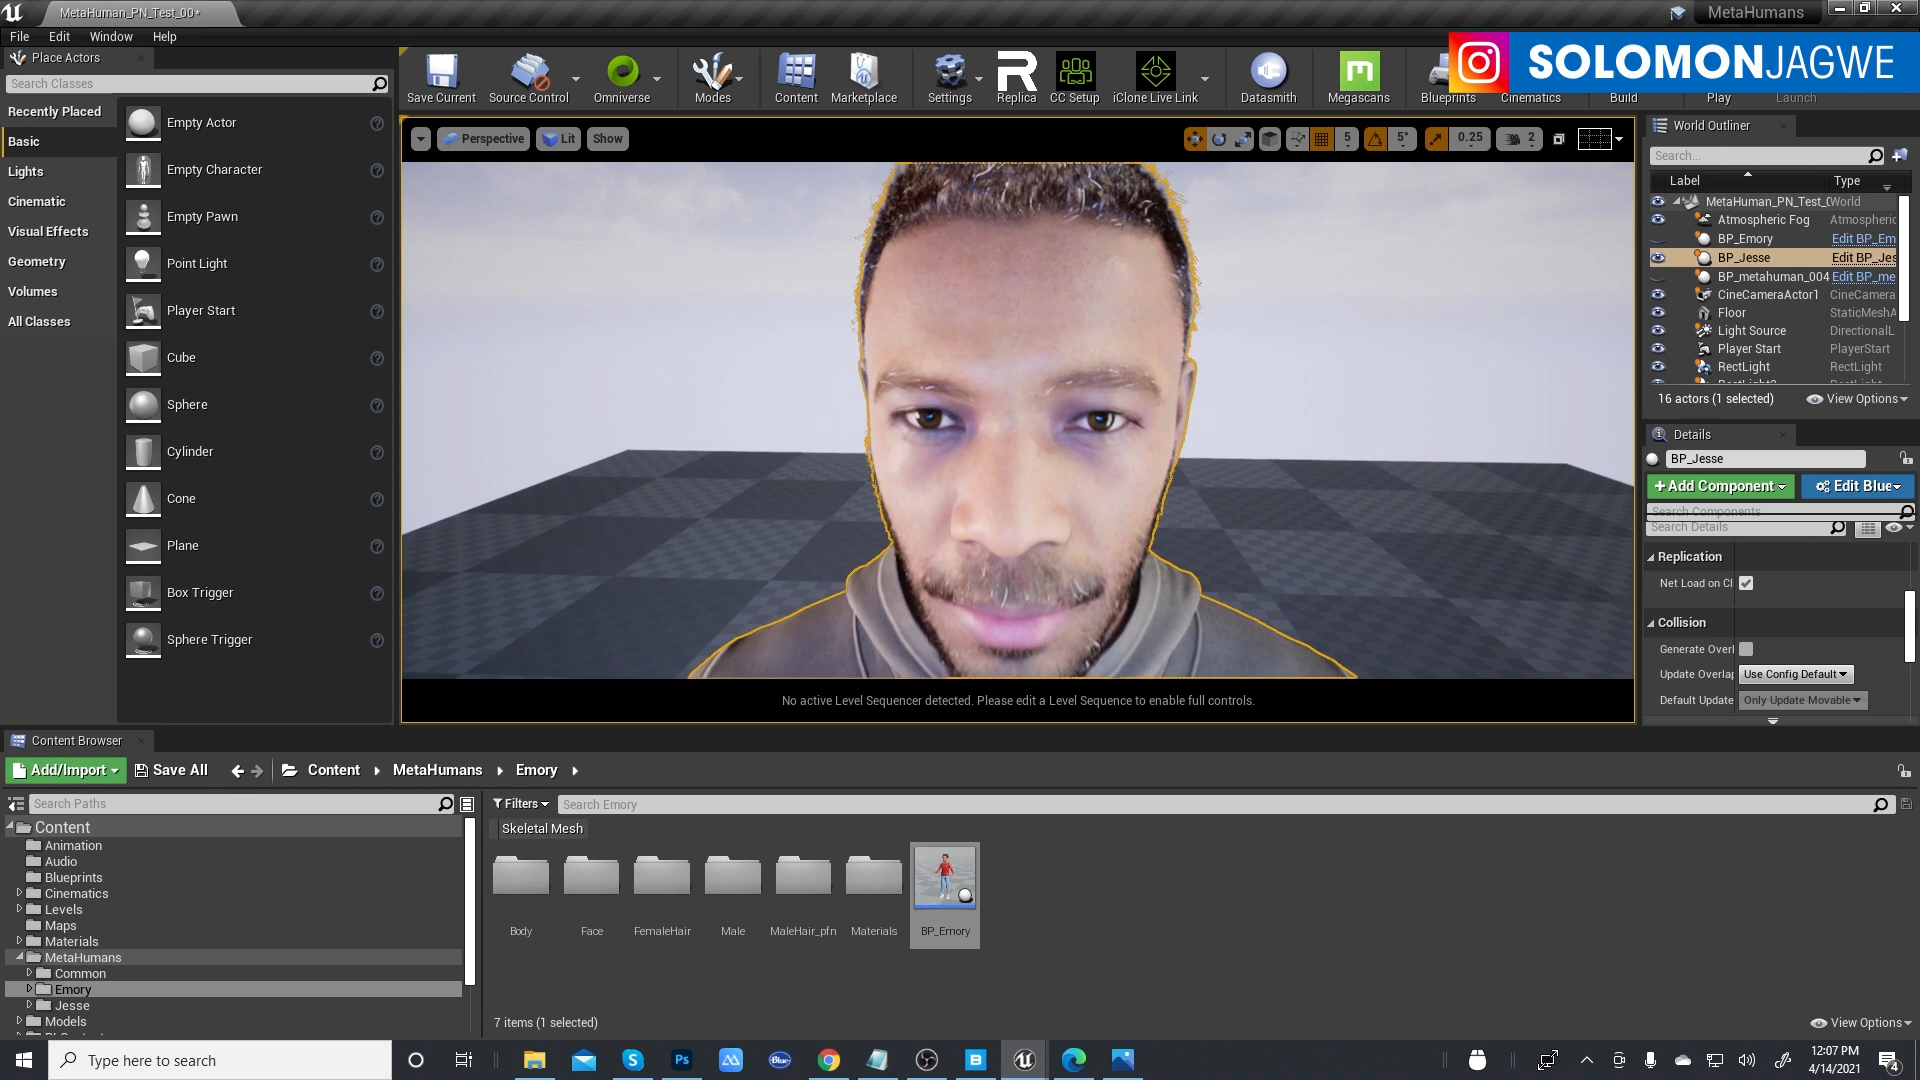 MetaHuman_PN_Test_00*
MetaHumans
File Edit Window Help
SOLOMONJAGWE
Place Actors
Search Classes
Recently Placed
Basic
Lights
Cinematic
Visual Effects
Geometry
Volumes
All Classes
Empty Actor
Empty Character
Empty Pawn
Point Light
Player Start
Cube
Sphere
Cylinder
Cone
Plane
Box Trigger
Sphere Trigger
Save Current Source Control Omniverse Modes Content Marketplace Settings Replica CC Setup iClone Live Link Datasmith Megascans Blueprints Cinematics Build Play Launch
Perspective Lit Show
5 5° 0.25 2
No active Level Sequencer detected. Please edit a Level Sequence to enable full controls.
World Outliner
Search...
Label Type
MetaHuman_PN_Test_0 World
Atmospheric Fog Atmospheric
BP_Emory Edit BP_Em
BP_Jesse Edit BP_Jes
BP_metahuman_004 Edit BP_me
CineCameraActor1 CineCamera
Floor StaticMeshA
Light Source DirectionalL
Player Start PlayerStart
RectLight RectLight
16 actors (1 selected) View Options
Details
BP_Jesse
+Add Component Edit Blue
Search Components
Search Details
Replication
Net Load on Cl
Collision
Generate Overl
Update Overlap Use Config Default
Default Update Only Update Movable
Content Browser
Add/Import Save All Content MetaHumans Emory
Search Paths
Content
Animation
Audio
Blueprints
Cinematics
Levels
Maps
Materials
MetaHumans
Common
Emory
Jesse
Models
Filters Search Emory
Skeletal Mesh
Body Face FemaleHair Male MaleHair_pfn Materials BP_Emory
7 items (1 selected) View Options
Type here to search
12:07 PM
4/14/2021
4